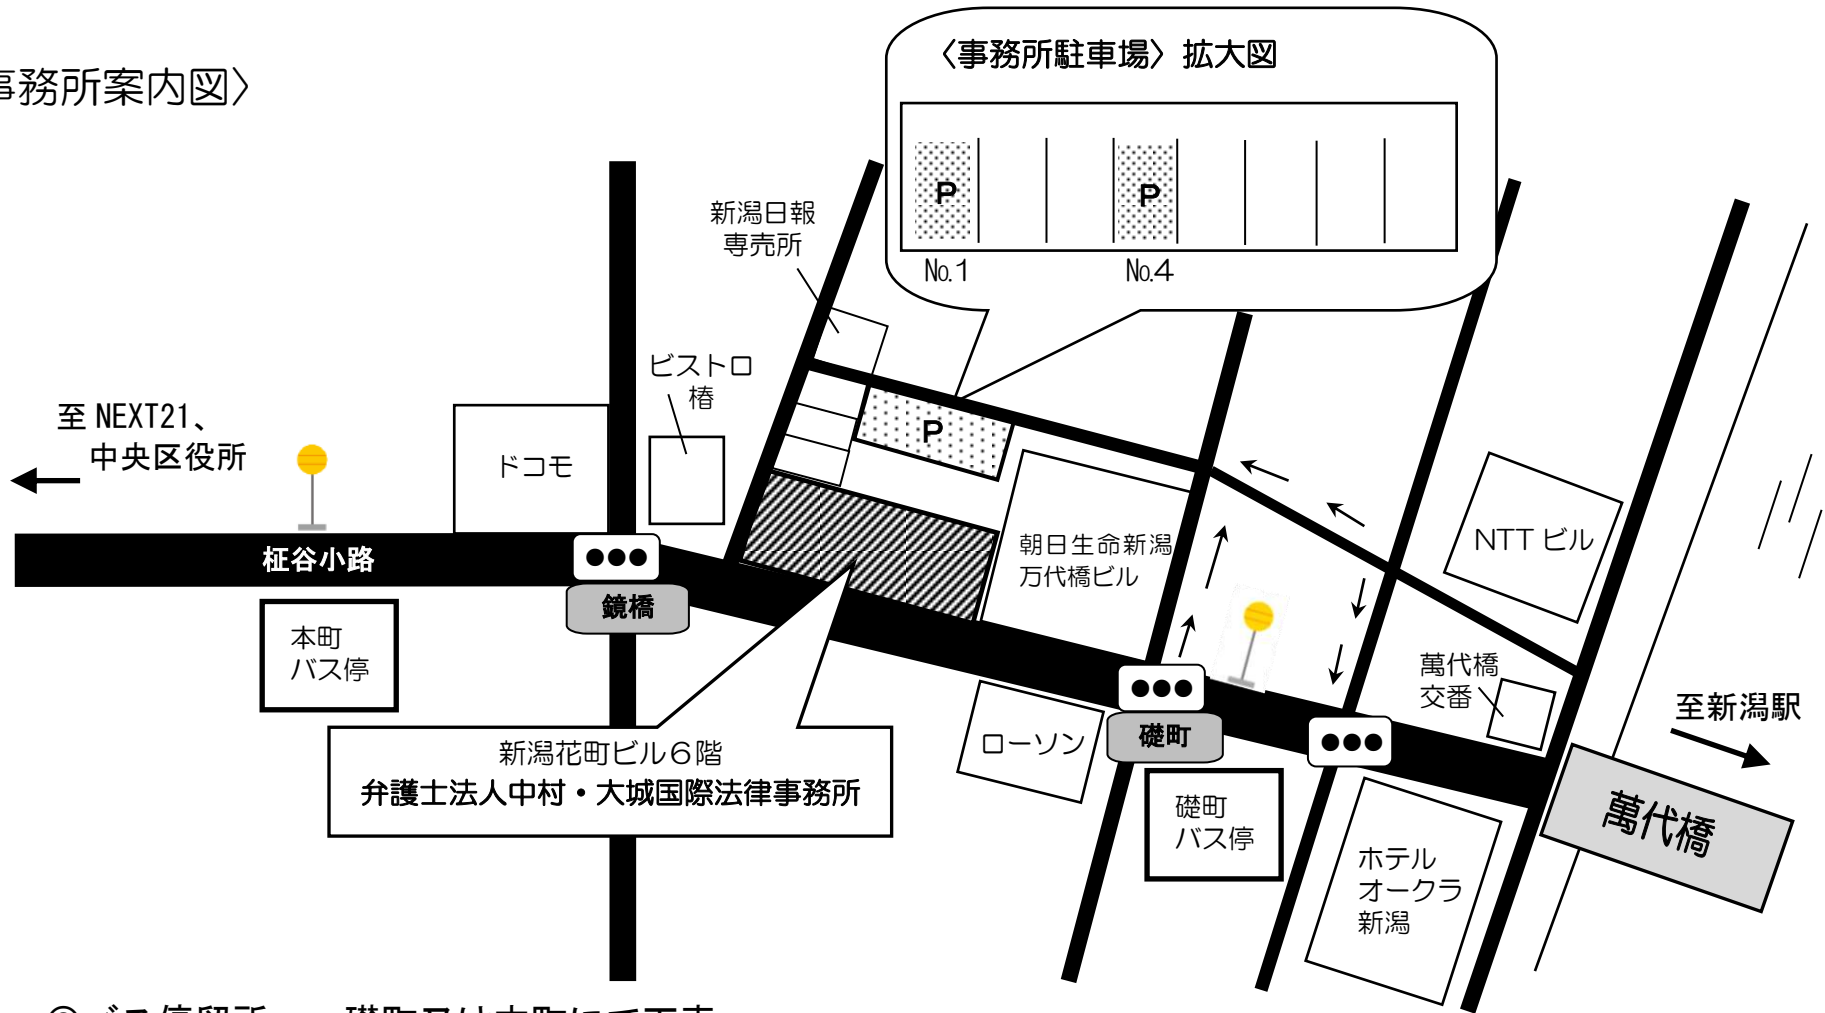 事務所案内図〉
〈事務所駐車場〉拡大図
P
P
№1
№4
新潟日報
専売所
ビストロ
椿
至 NEXT21、
中央区役所
ドコモ
P
朝日生命新潟
万代橋ビル
NTT ビル
柾谷小路
鏡橋
本町
バス停
萬代橋
交番
至新潟駅
ローソン
礎町
新潟花町ビル6階
弁護士法人中村・大城国際法律事務所
礎町
バス停
萬代橋
ホテル
オークラ
新潟